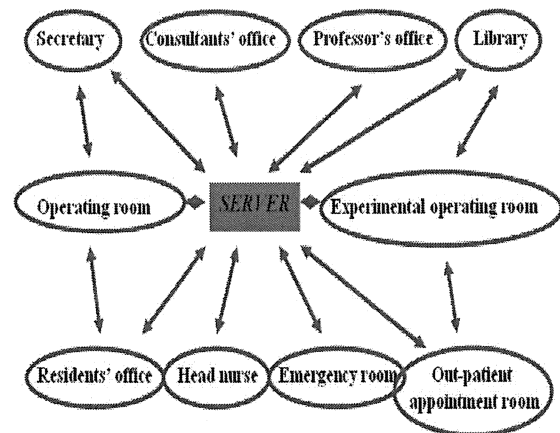 Secretary
Consultants' office
Professor's office
Library
Operating room
SERVER
Experimental operating room
Residents' office
Head nurse
Emergency room
Out-patient
appointment room